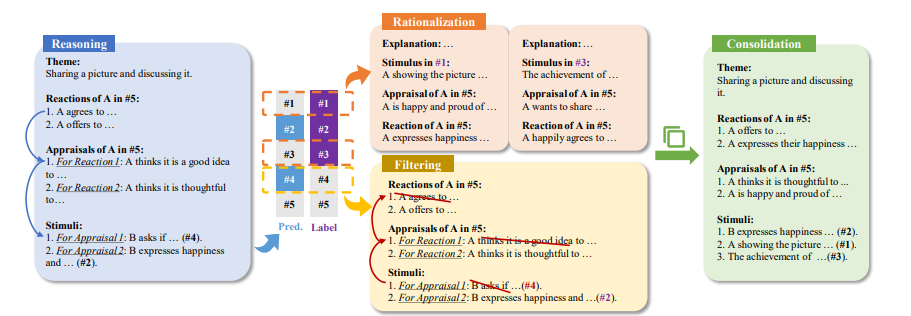 Reasoning
Theme:
Sharing a picture and discussing it.
Reactions of A in #5:
1. A agrees to …
2. A offers to …
Appraisals of A in #5:
1. For Reaction 1: A thinks it is a good idea
to …
2. For Reaction 2: A thinks it is thoughtful
to…
Stimuli:
1. For Appraisal 1: B asks if … (#4).
2. For Appraisal 2: B expresses happiness
and … (#2).
#1 #1
#2 #2
#3 #3
#4 #4
#5 #5
Pred. Label
Rationalization
Explanation: …
Stimulus in #1:
A showing the picture …
Appraisal of A in #5:
A is happy and proud of …
Reaction of A in #5:
A expresses happiness …
Explanation: …
Stimulus in #3:
The achievement of …
Appraisal of A in #5:
A wants to share …
Reaction of A in #5:
A happily agrees to …
Filtering
Reactions of A in #5:
1. A agrees to …
2. A offers to …
Appraisals of A in #5:
1. For Reaction 1: A thinks it is a good idea to …
2. For Reaction 2: A thinks it is thoughtful to …
Stimuli:
1. For Appraisal 1: B asks if …(#4).
2. For Appraisal 2: B expresses happiness and …(#2).
Consolidation
Theme:
Sharing a picture and discussing
it.
Reactions of A in #5:
1. A offers to …
2. A expresses their happiness …
Appraisals of A in #5:
1. A thinks it is thoughtful to ...
2. A is happy and proud of …
Stimuli:
1. B expresses happiness … (#2).
2. A showing the picture … (#1).
3. The achievement of …(#3).